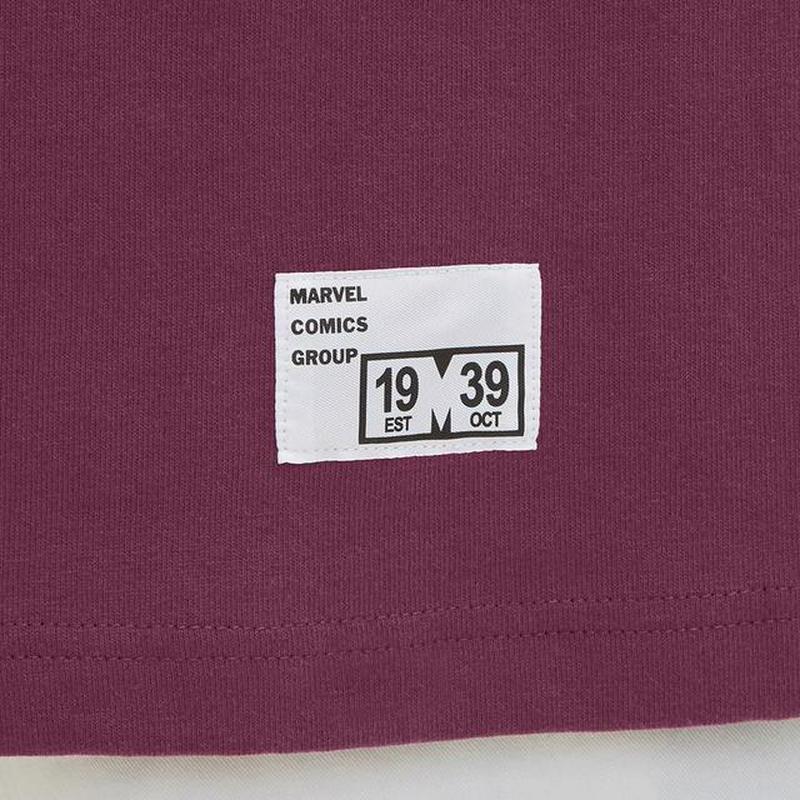 MARVEL
COMICS
GROUP
19 M 39
EST OCT